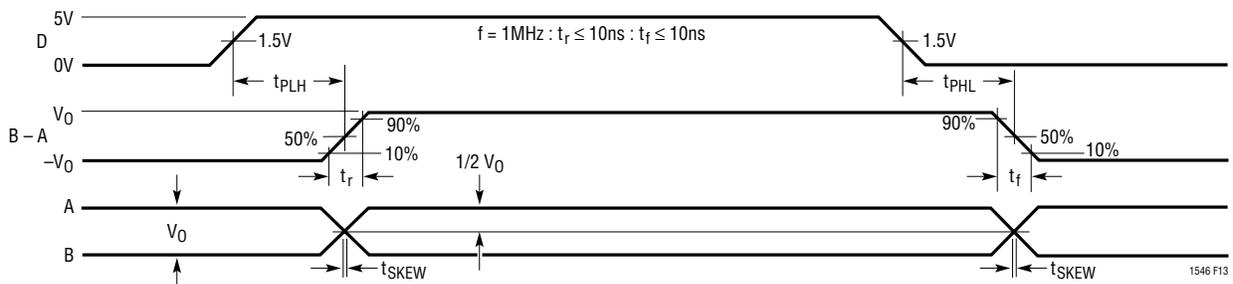 5V
D
0V
1.5V
f = 1MHz : tr ≤ 10ns : tf ≤ 10ns
1.5V
tPLH
tPHL
VO
B – A
–VO
50%
90%
10%
tr
1/2 VO
90%
50%
10%
tf
A
VO
B
tSKEW
tSKEW
1546 F13